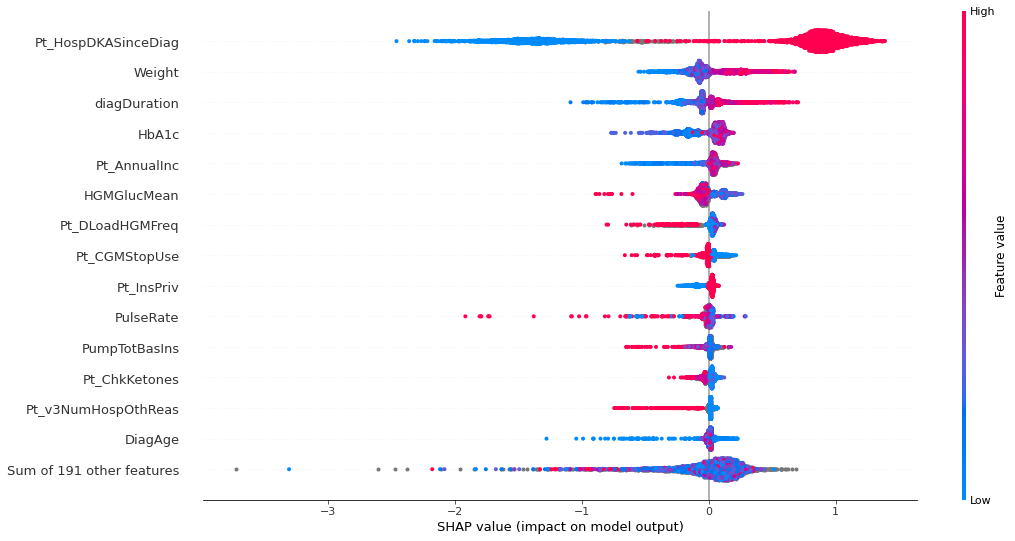 High
Pt_HospDKASinceDiag
Weight
diagDuration
HbA1c
Pt_AnnualInc
HGMGlucMean
Pt_DLoadHGMFreq
Pt_CGMStopUse
Pt_InsPriv
PulseRate
PumpTotBasIns
Pt_ChkKetones
Pt_v3NumHospOthReas
DiagAge
Sum of 191 other features
Feature value
Low
−3 −2 −1 0 1
SHAP value (impact on model output)